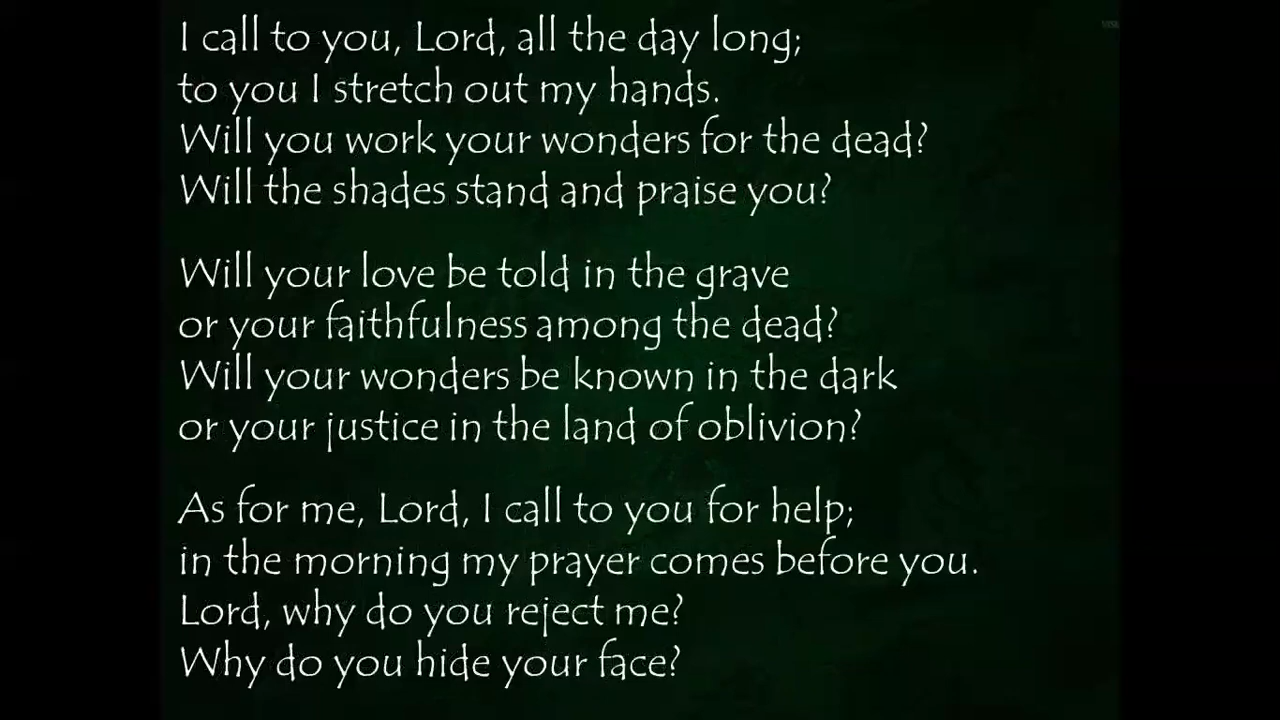 I call to you, Lord, all the day long;
to you I stretch out my hands.
Will you work your wonders for the dead?
Will the shades stand and praise you?
Will your love be told in the grave
or your faithfulness among the dead?
Will your wonders be known in the dark
or your justice in the land of oblivion?
As for me, Lord, I call to you for help;
in the morning my prayer comes before you.
Lord, why do you reject me?
Why do you hide your face?